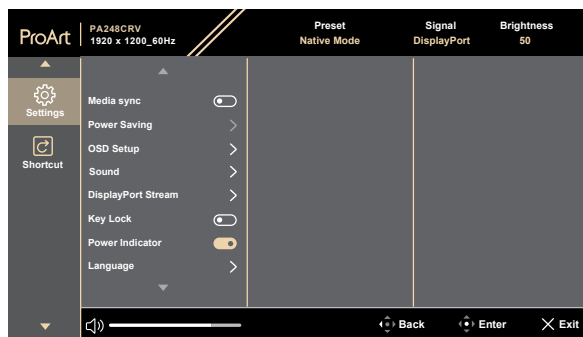 ProArt
PA248CRV
1920 x 1200_60Hz
Preset
Native Mode
Signal
DisplayPort
Brightness
50
Settings
Shortcut
Media sync
Power Saving
OSD Setup
Sound
DisplayPort Stream
Key Lock
Power Indicator
Language
Back
Enter
Exit